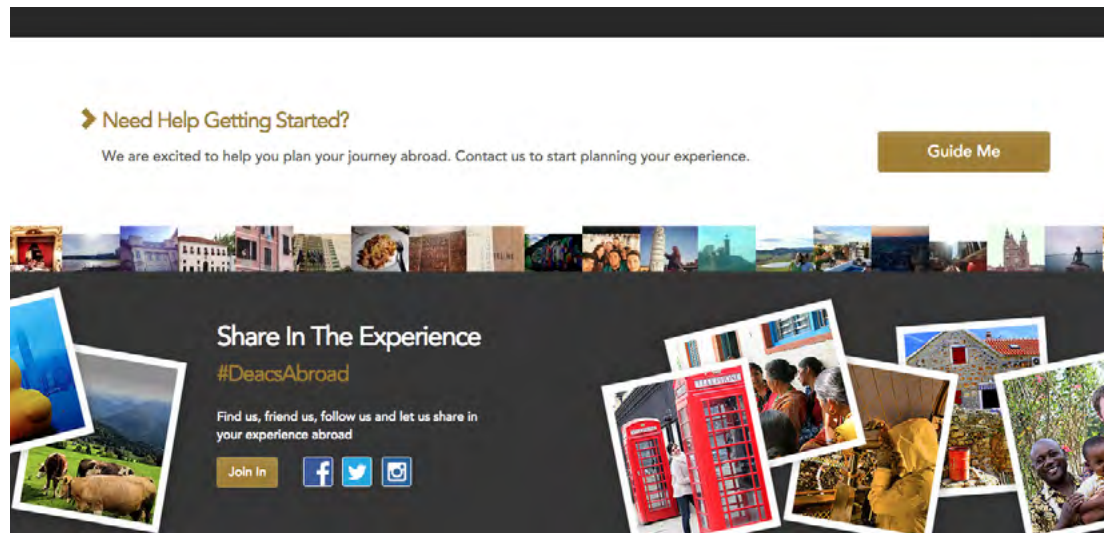 Need Help Getting Started?
We are excited to help you plan your journey abroad. Contact us to start planning your experience.
Guide Me
Share In The Experience
#DeacsAbroad
Find us, friend us, follow us and let us share in
your experience abroad
Join In
TELEPHONE